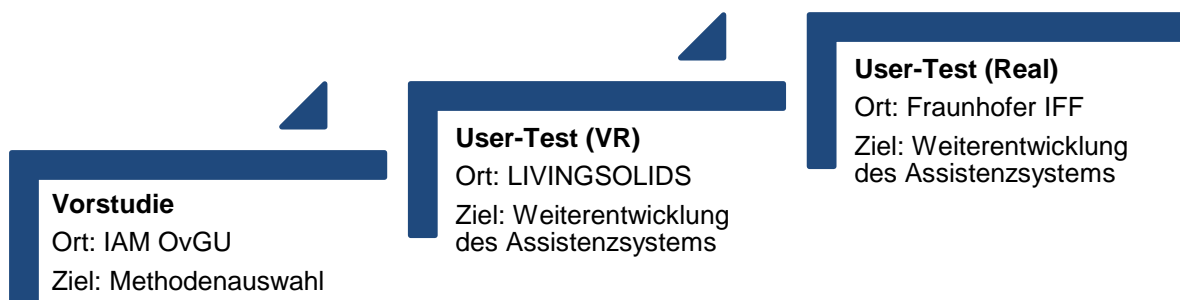 Vorstudie
Ort: IAM OvGU
Ziel: Methodenauswahl
User-Test (VR)
Ort: LIVINGSOLIDS
Ziel: Weiterentwicklung
des Assistenzsystems
User-Test (Real)
Ort: Fraunhofer IFF
Ziel: Weiterentwicklung
des Assistenzsystems